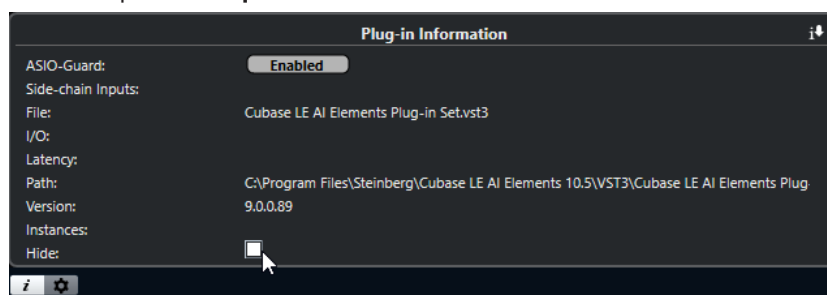 Plug-in Information
ASIO-Guard: Enabled
Side-chain Inputs:
File: Cubase LE AI Elements Plug-in Set.vst3
I/O:
Latency:
Path: C:\Program Files\Steinberg\Cubase LE AI Elements 10.5\VST3\Cubase LE AI Elements Plug
Version: 9.0.0.89
Instances:
Hide: